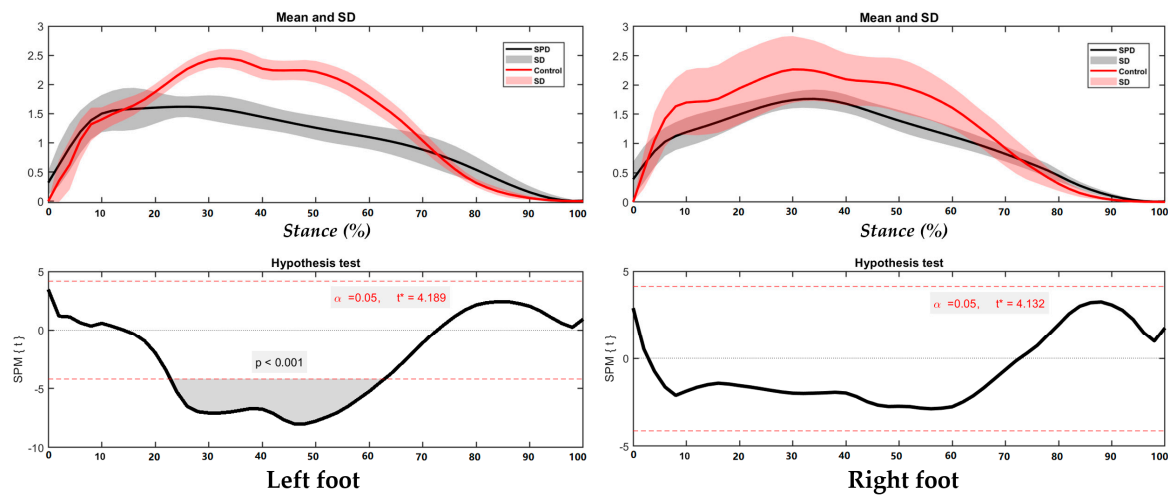 Mean and SD
3
2.5
2
1.5
1
0.5
0
SPD
SD
Control
SD
0 10 20 30 40 50 60 70 80 90 100
Stance (%)
Hypothesis test
5
0
-5
-10
SPM { t }
α =0.05, t* = 4.189
p < 0.001
0 10 20 30 40 50 60 70 80 90 100
Left foot
Mean and SD
3
2.5
2
1.5
1
0.5
0
SPD
SD
Control
SD
0 10 20 30 40 50 60 70 80 90 100
Stance (%)
Hypothesis test
5
0
-5
SPM { t }
α =0.05, t* = 4.132
0 10 20 30 40 50 60 70 80 90 100
Right foot